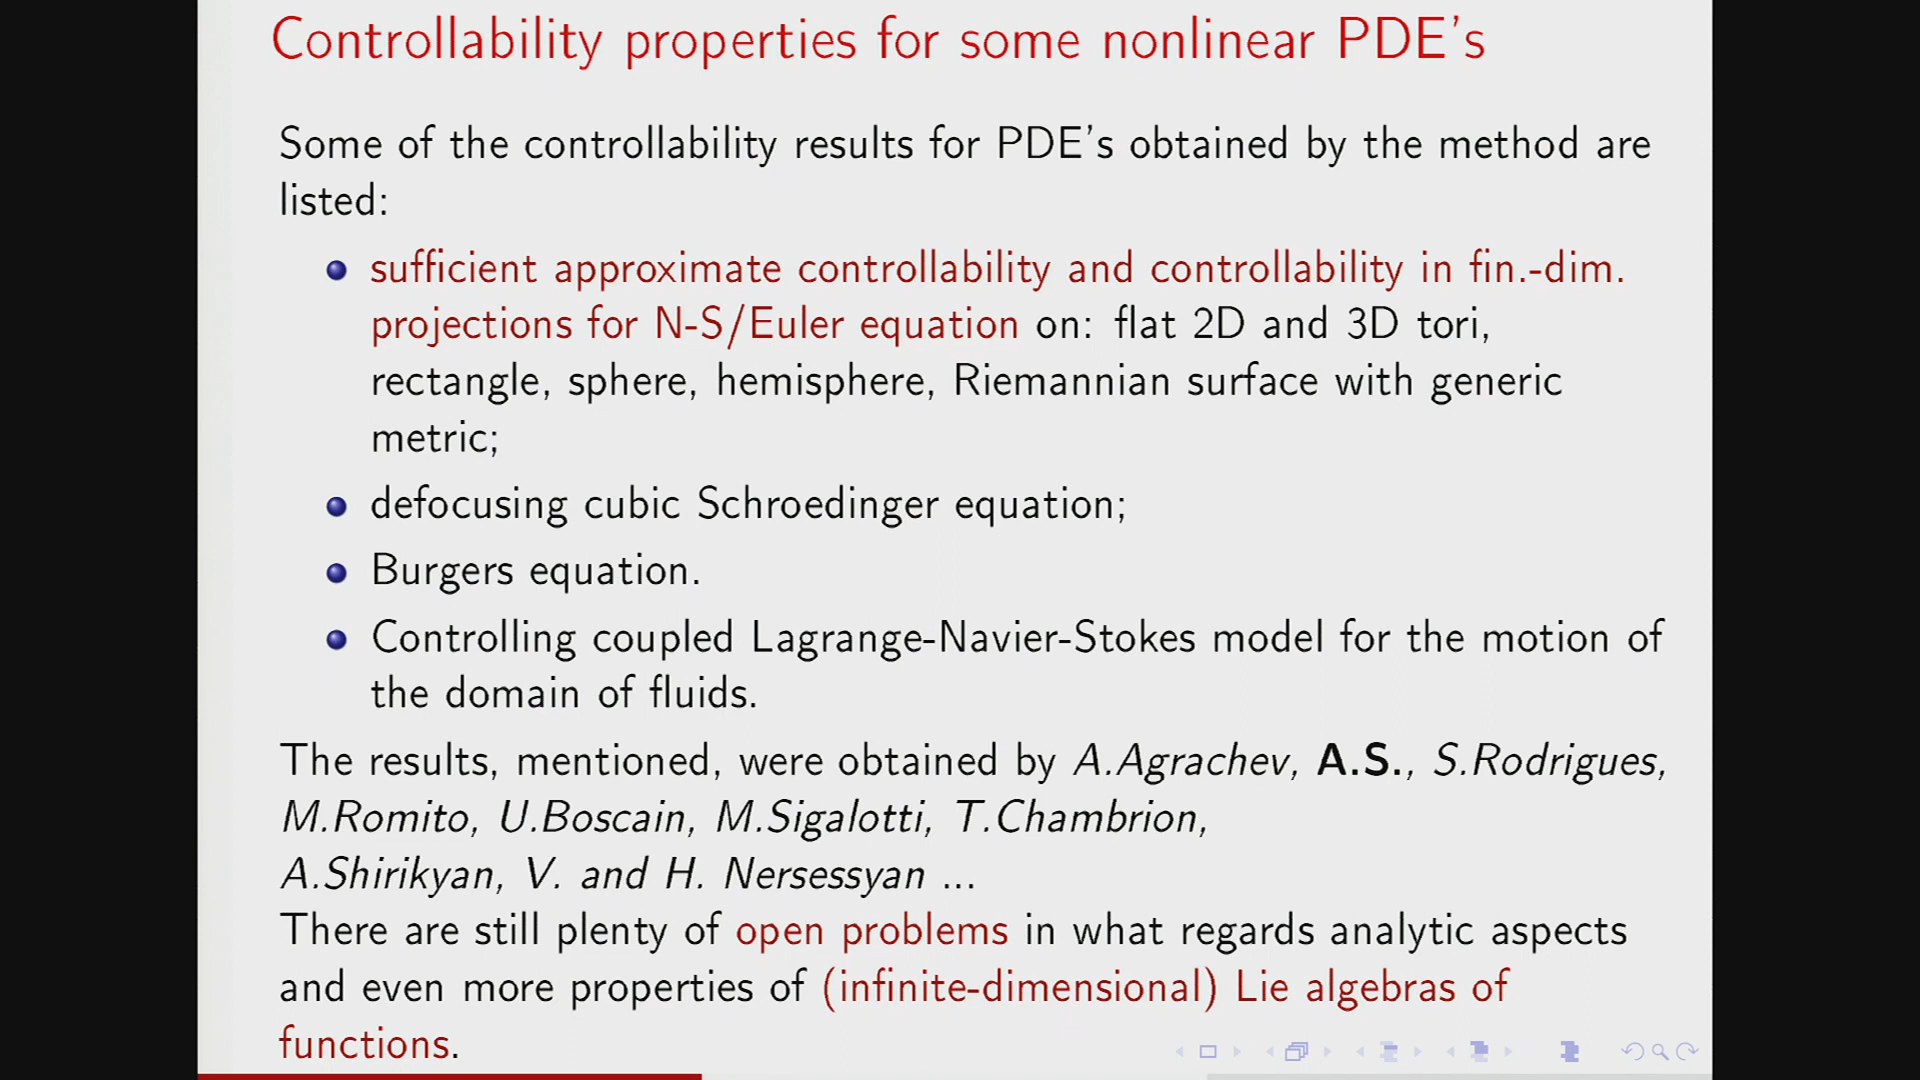 Controllability properties for some nonlinear PDE's
Some of the controllability results for PDE's obtained by the method are
listed:
sufficient approximate controllability and controllability in fin.-dim.
projections for N-S/Euler equation on: flat 2D and 3D tori,
rectangle, sphere, hemisphere, Riemannian surface with generic
metric;
defocusing cubic Schroedinger equation;
Burgers equation.
Controlling coupled Lagrange-Navier-Stokes model for the motion of
the domain of fluids.
The results, mentioned, were obtained by A.Agrachev, A.S., S.Rodrigues,
M.Romito, U.Boscain, M.Sigalotti, T.Chambrion,
A.Shirikyan, V. and H. Nersessyan ...
There are still plenty of open problems in what regards analytic aspects
and even more properties of (infinite-dimensional) Lie algebras of
functions.